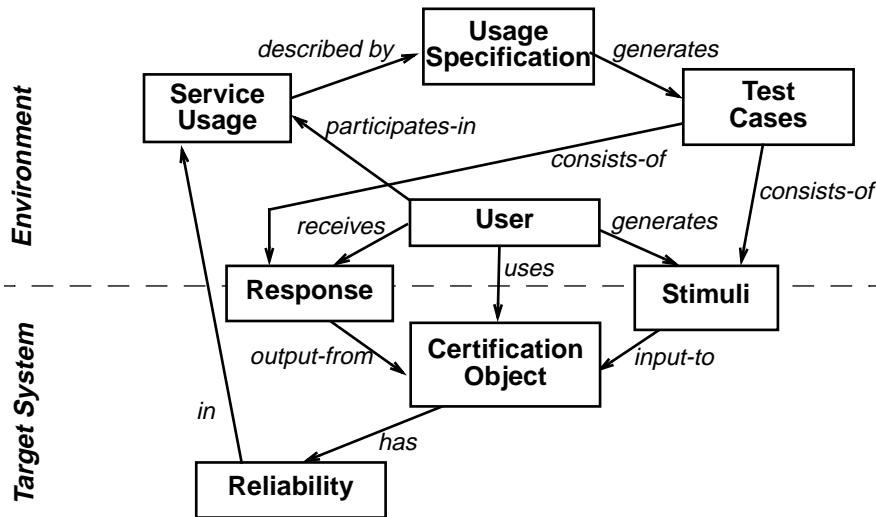 Usage
Specification
described by
generates
Service
Usage
Test
Cases
participates-in
consists-of
consists-of
Environment
User
receives
generates
uses
Response
Stimuli
Certification
Object
output-from
input-to
Target System
in
has
Reliability